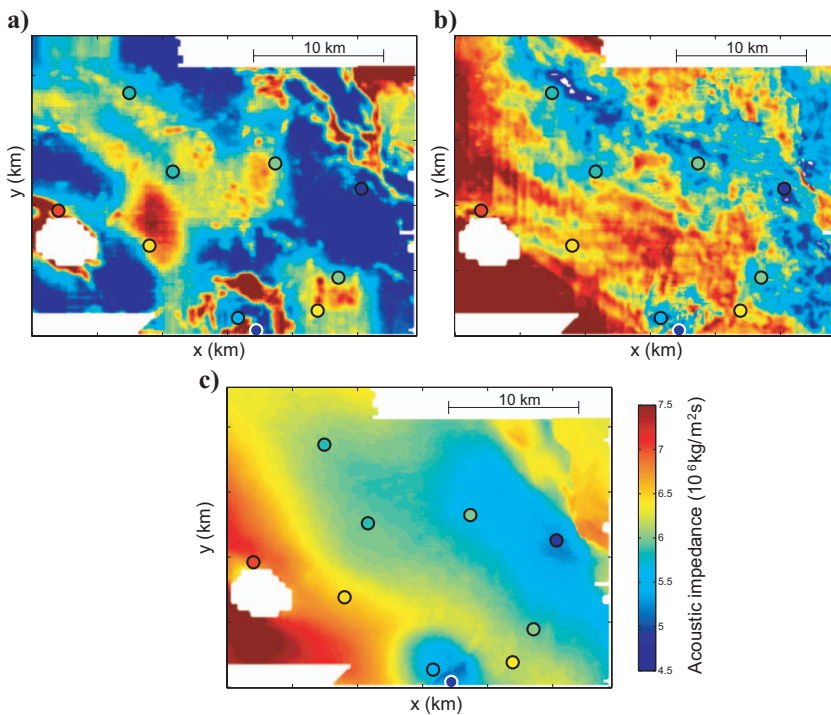 a)
10 km
y (km)
x (km)
b)
10 km
y (km)
x (km)
c)
10 km
y (km)
x (km)
7.5
7
6.5
6
5.5
5
4.5
Acoustic impedance (10⁶kg/m²s)